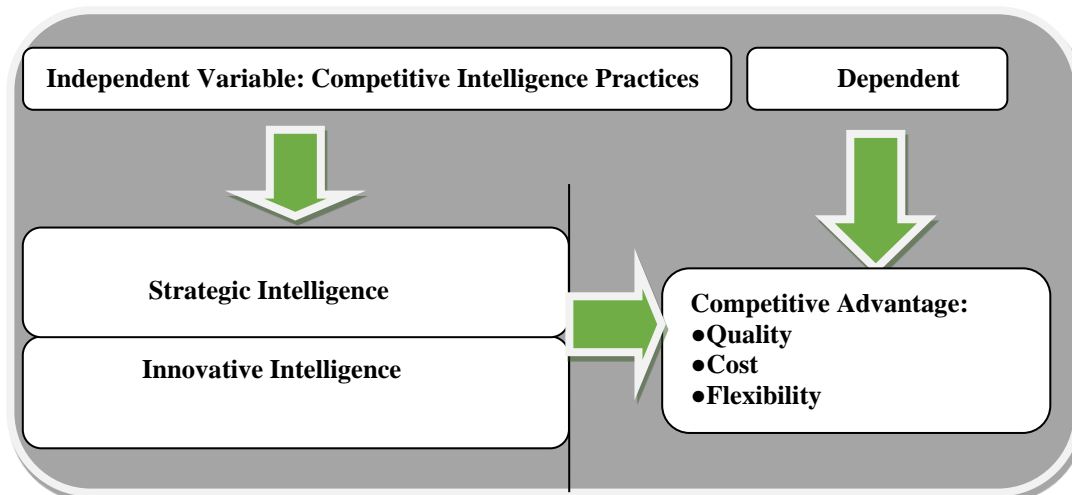 Independent Variable: Competitive Intelligence Practices
Dependent
Strategic Intelligence
Innovative Intelligence
Competitive Advantage:
●Quality
●Cost
●Flexibility